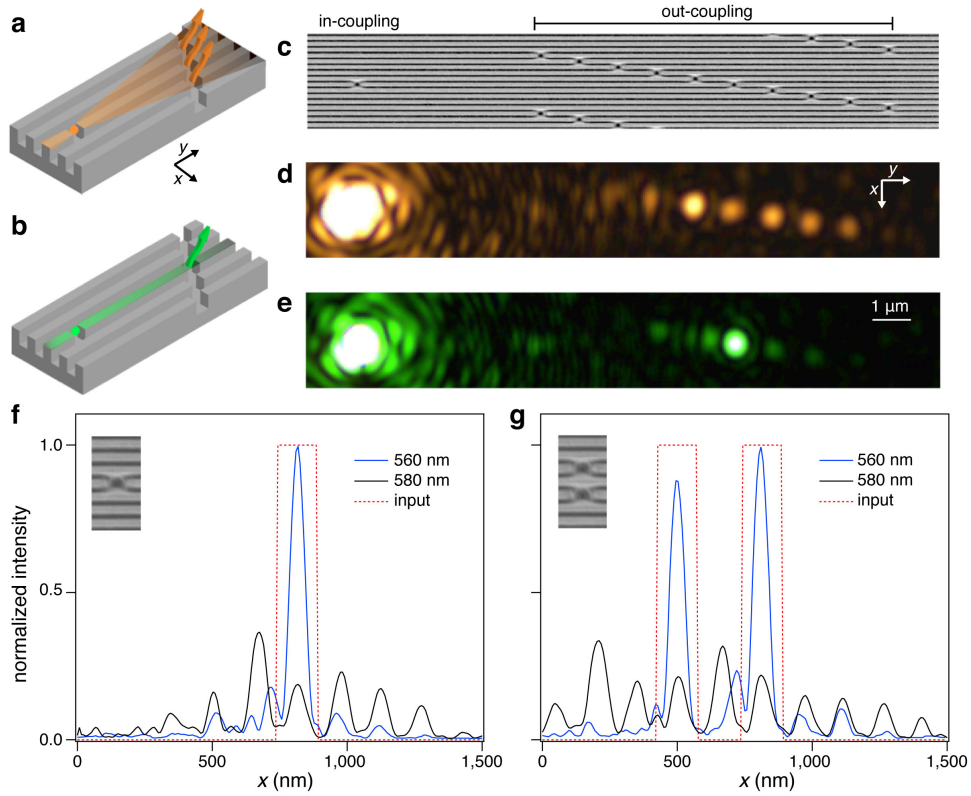 a
y
x
b
in-coupling
out-coupling
c
d
y
x
e
1 μm
f
1.0
0.5
0.0
normalized intensity
560 nm
580 nm
input
0
500
1,000
1,500
x (nm)
g
560 nm
580 nm
input
0
500
1,000
1,500
x (nm)